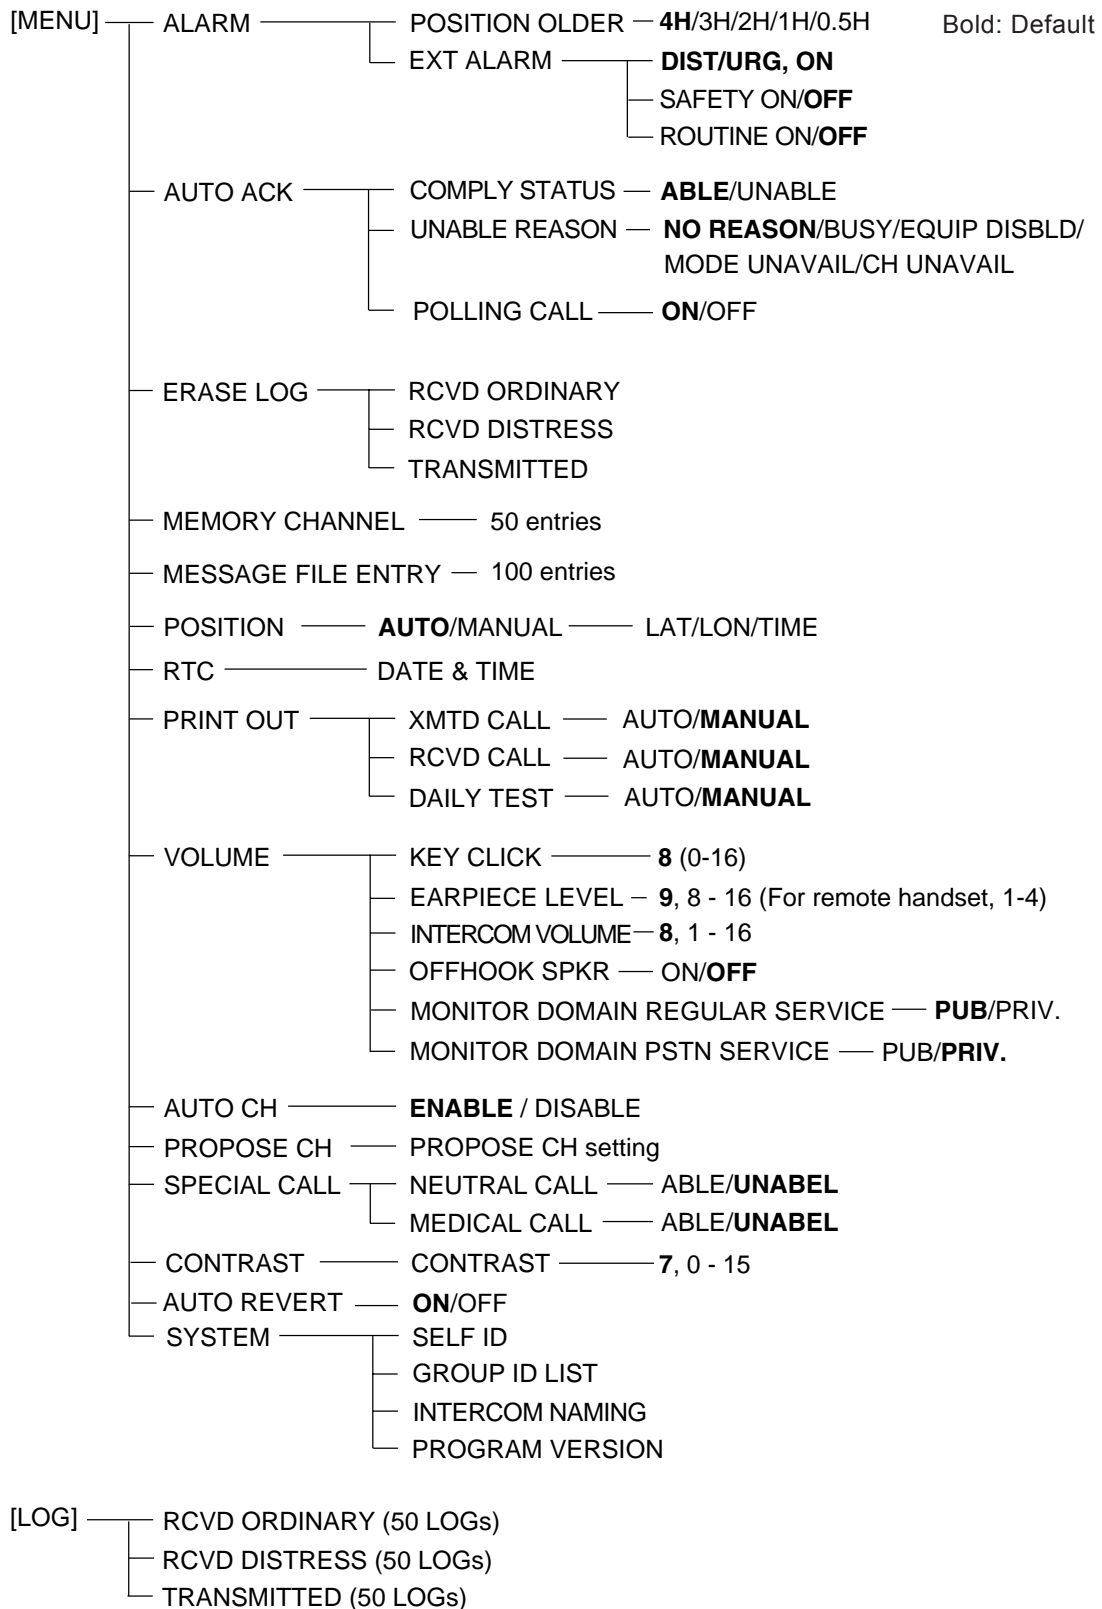 [MENU] ALARM POSITION OLDER 4H/3H/2H/1H/0.5H Bold: Default
EXT ALARM DIST/URG, ON
SAFETY ON/OFF
ROUTINE ON/OFF
AUTO ACK COMPLY STATUS ABLE/UNABLE
UNABLE REASON NO REASON/BUSY/EQUIP DISBLD/
MODE UNAVAIL/CH UNAVAIL
POLLING CALL ON/OFF
ERASE LOG RCVD ORDINARY
RCVD DISTRESS
TRANSMITTED
MEMORY CHANNEL 50 entries
MESSAGE FILE ENTRY 100 entries
POSITION AUTO/MANUAL LAT/LON/TIME
RTC DATE & TIME
PRINT OUT XMTD CALL AUTO/MANUAL
RCVD CALL AUTO/MANUAL
DAILY TEST AUTO/MANUAL
VOLUME KEY CLICK 8 (0-16)
EARPIECE LEVEL 9, 8 - 16 (For remote handset, 1-4)
INTERCOM VOLUME 8, 1 - 16
OFFHOOK SPKR ON/OFF
MONITOR DOMAIN REGULAR SERVICE PUB/PRIV.
MONITOR DOMAIN PSTN SERVICE PUB/PRIV.
AUTO CH ENABLE / DISABLE
PROPOSE CH PROPOSE CH setting
SPECIAL CALL NEUTRAL CALL ABLE/UNABEL
MEDICAL CALL ABLE/UNABEL
CONTRAST CONTRAST 7, 0 - 15
AUTO REVERT ON/OFF
SYSTEM SELF ID
GROUP ID LIST
INTERCOM NAMING
PROGRAM VERSION
[LOG] RCVD ORDINARY (50 LOGs)
RCVD DISTRESS (50 LOGs)
TRANSMITTED (50 LOGs)